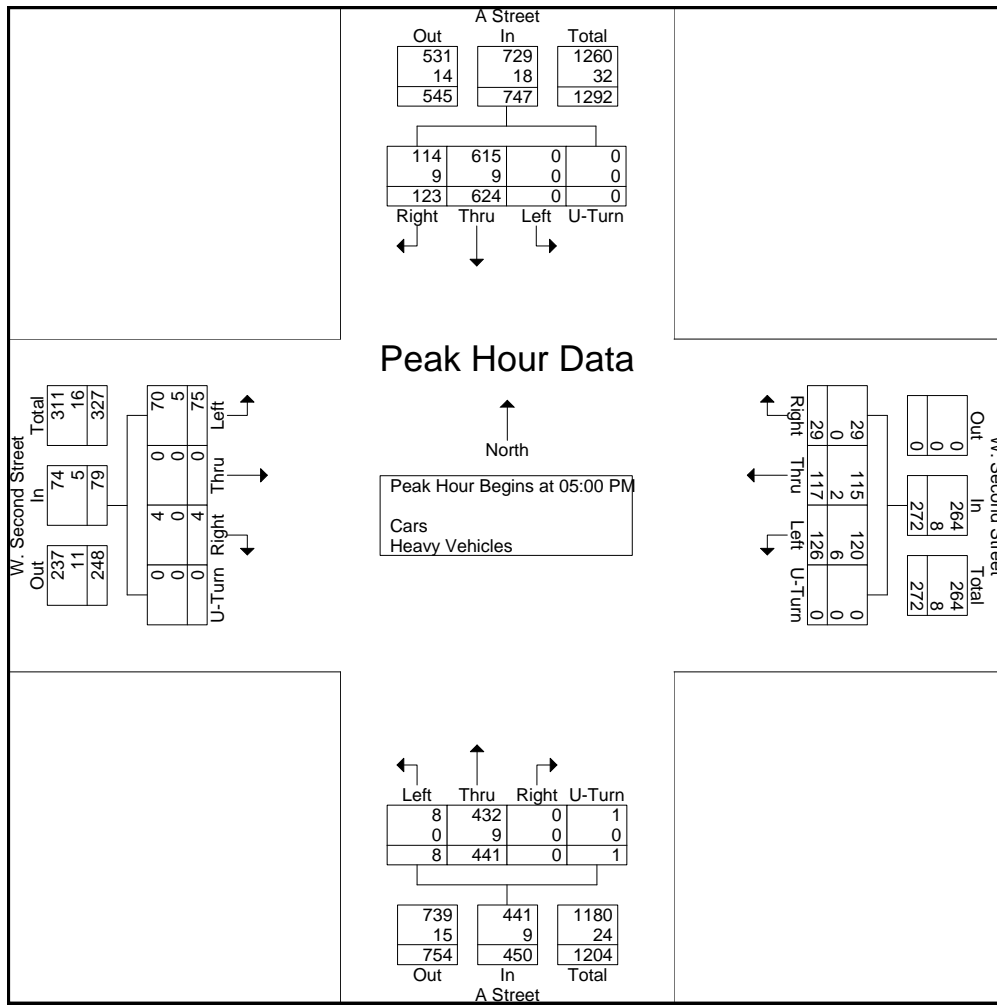 A Street
Out In Total
531 729 1260
14 18 32
545 747 1292
114 615 0 0
9 9 0 0
123 624 0 0
Right Thru Left U-Turn
Peak Hour Data
North
Peak Hour Begins at 05:00 PM
Cars
Heavy Vehicles
W. Second Street
Total In Out
311 74 237
16 5 11
327 79 248
70 0 4 0
5 0 0 0
75 0 4 0
Left Thru Right U-Turn
Right Thru Left U-Turn
29 115 120 0
0 2 6 0
29 117 126 0
Out In Total
0 264 264
0 8 8
0 272 272
W. Second Street
Left Thru Right U-Turn
8 432 0 1
0 9 0 0
8 441 0 1
739 441 1180
15 9 24
754 450 1204
Out In Total
A Street